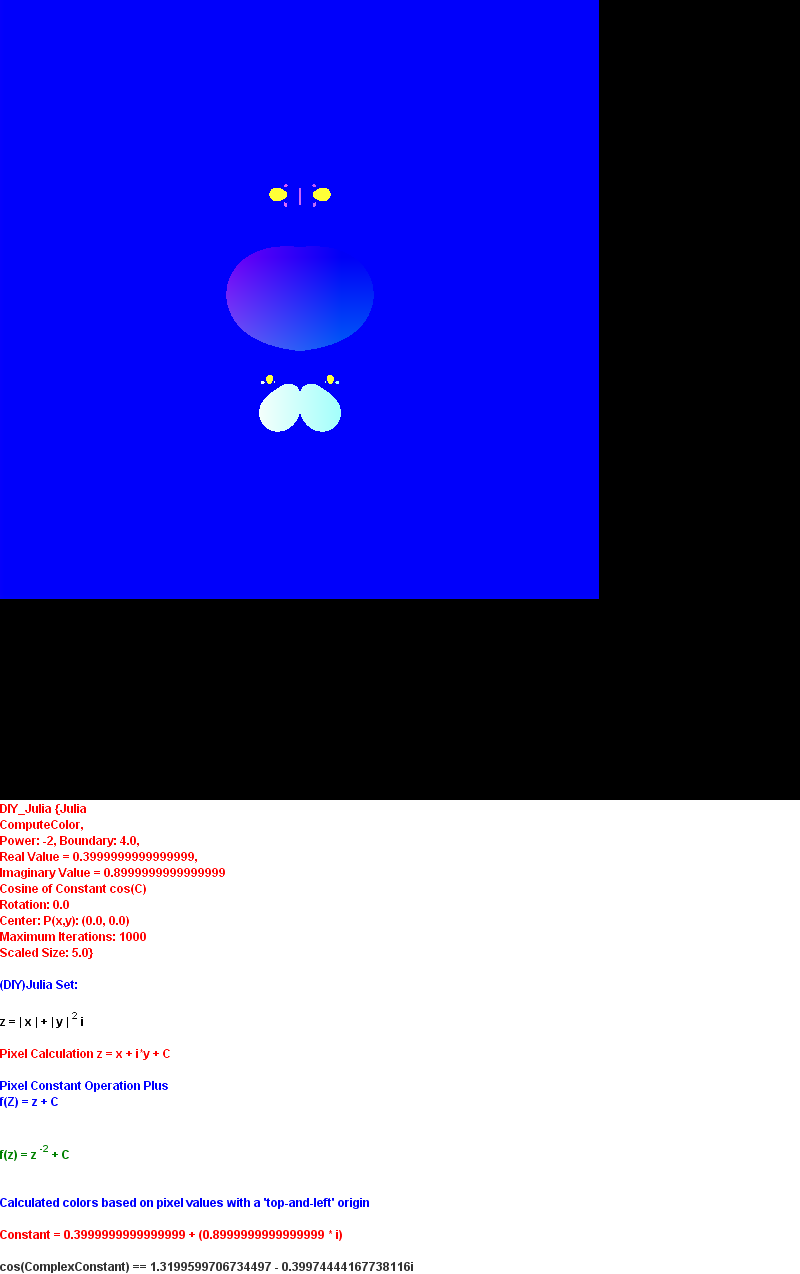 DIY_Julia {Julia
ComputeColor,
Power: -2, Boundary: 4.0,
Real Value = 0.3999999999999999,
Imaginary Value = 0.8999999999999999
Cosine of Constant cos(C)
Rotation: 0.0
Center: P(x,y): (0.0, 0.0)
Maximum Iterations: 1000
Scaled Size: 5.0}
(DIY)Julia Set:
z = | x | + | y | 2 i
Pixel Calculation z = x + i*y + C
Pixel Constant Operation Plus
f(Z) = z + C
f(z) = z -2 + C
Calculated colors based on pixel values with a 'top-and-left' origin
Constant = 0.3999999999999999 + (0.8999999999999999 * i)
cos(ComplexConstant) == 1.3199599706734497 - 0.39974444167738116i